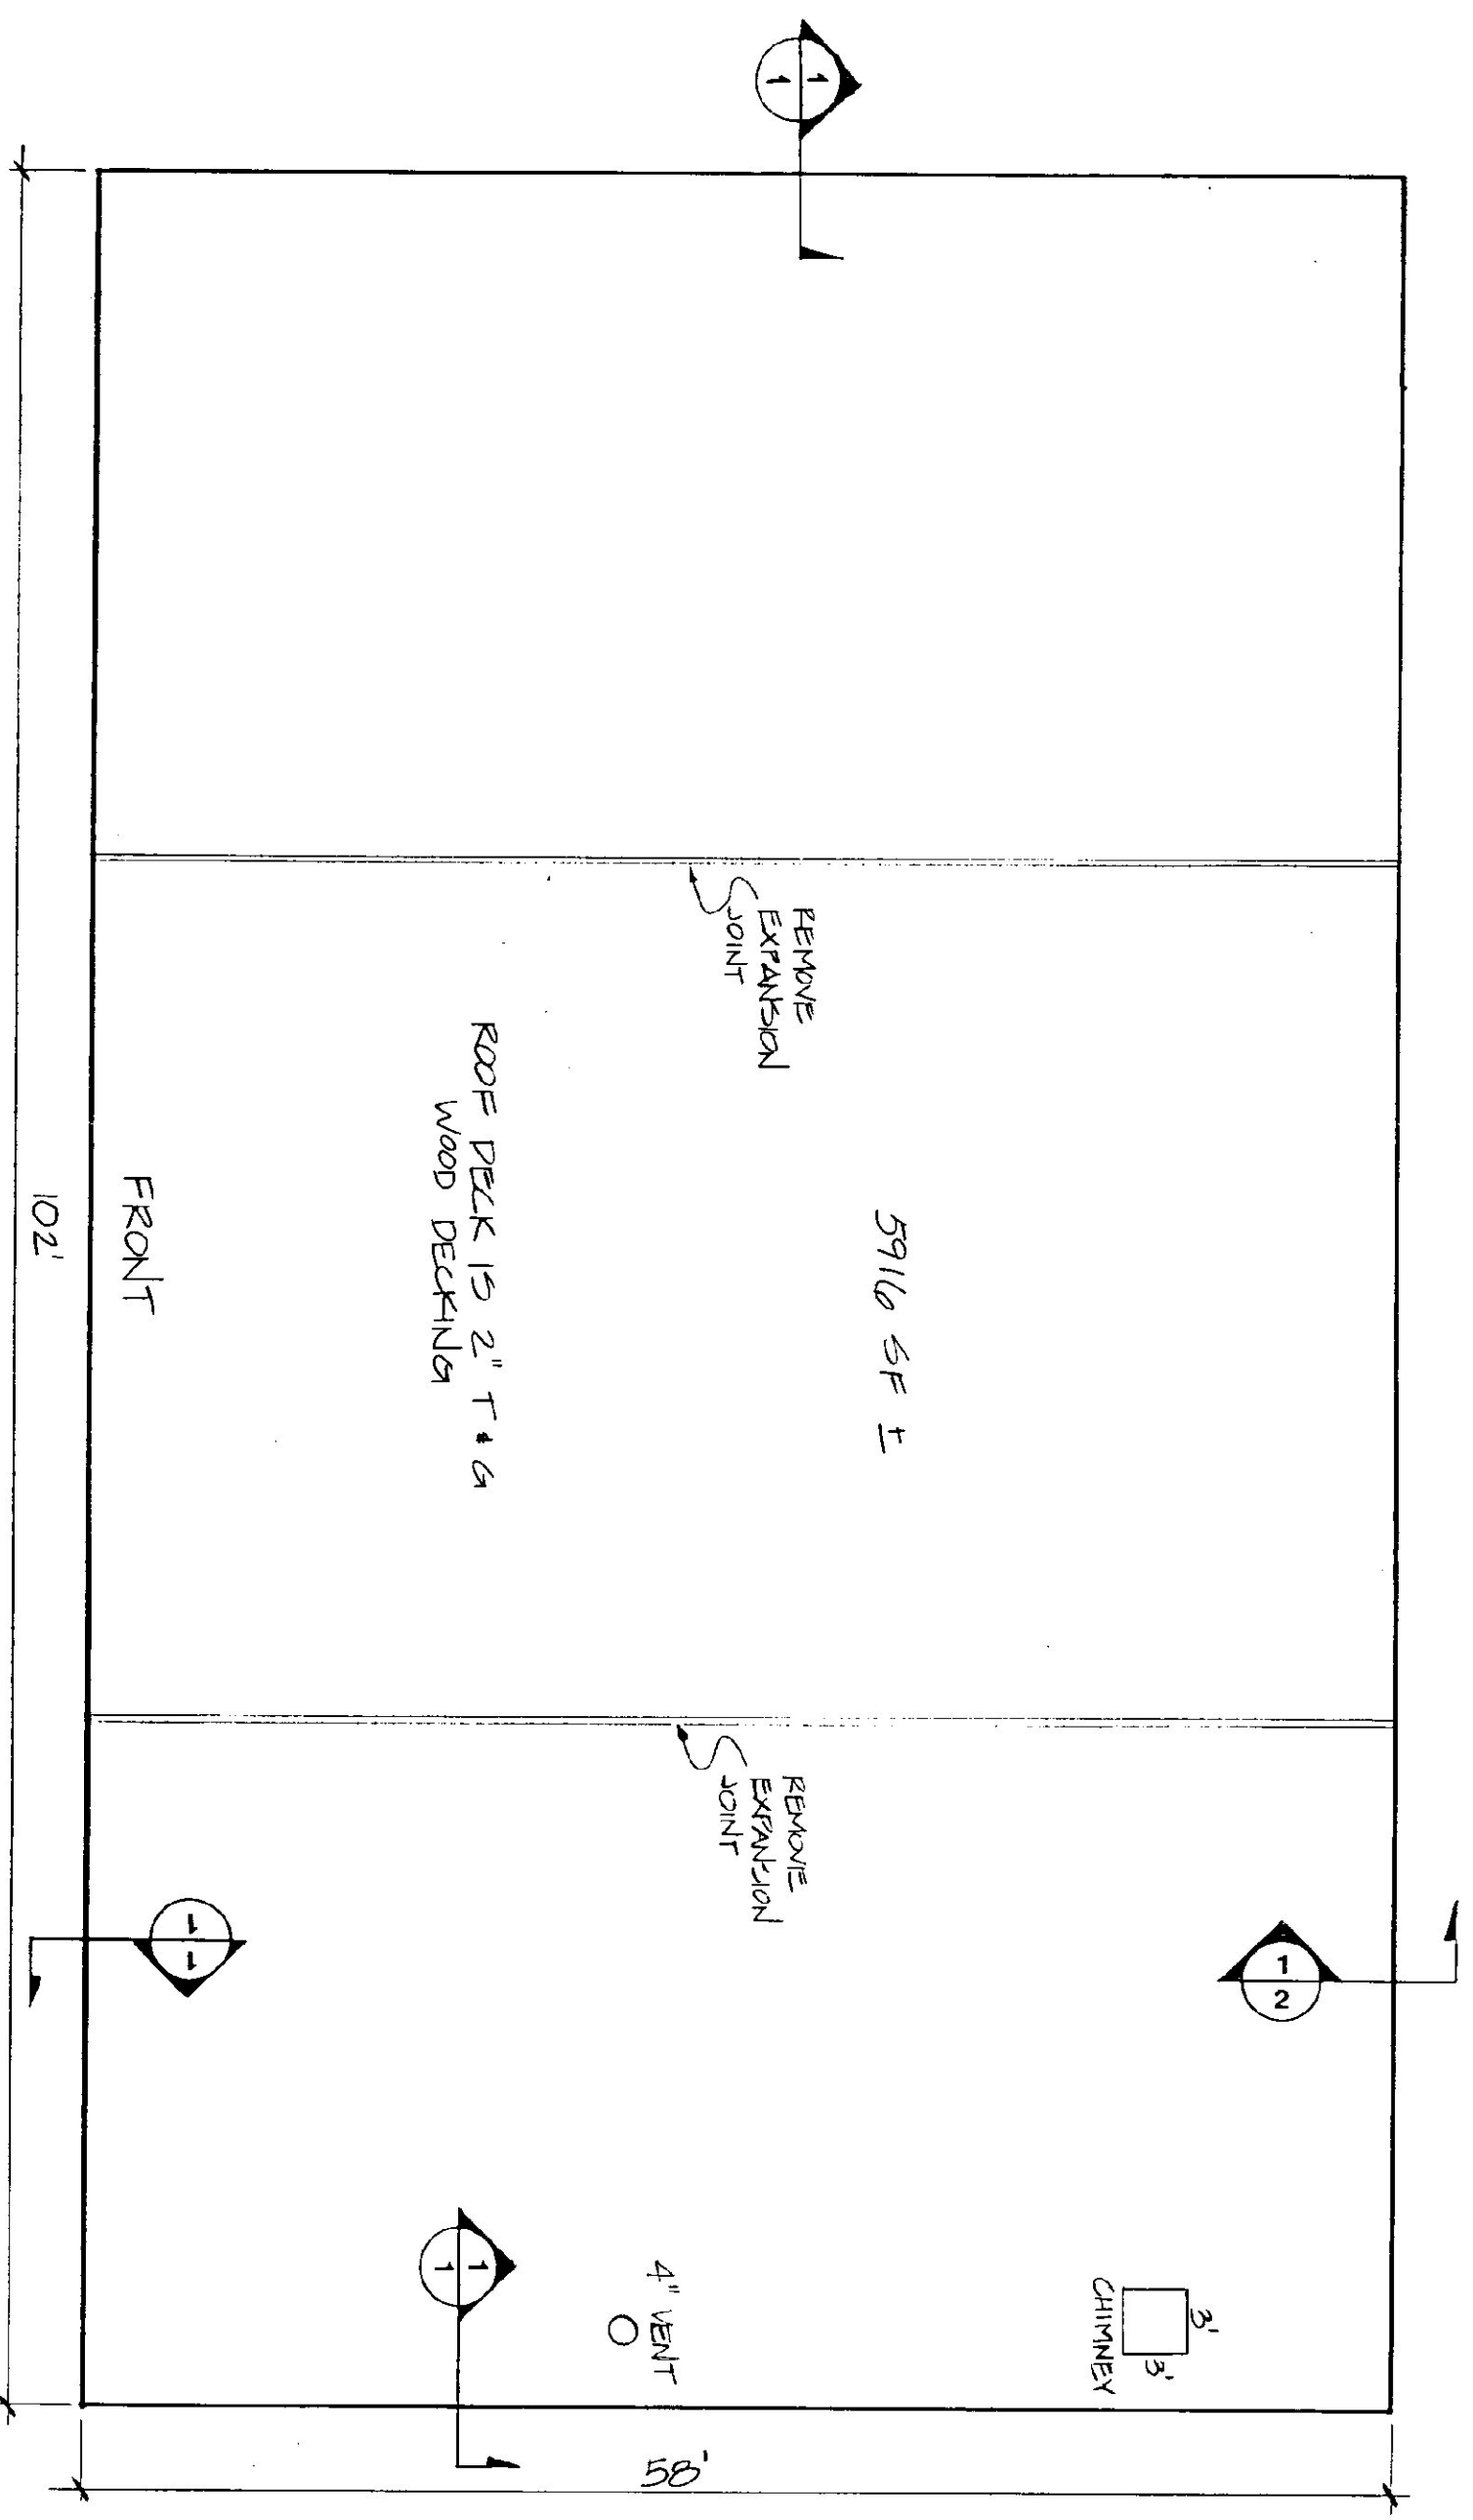 1
1
3'
3'
CHIMNEY
1
2
5916 SF ±
REMOVE
EXPANSION
JOINT
REMOVE
EXPANSION
JOINT
4" VENT
ROOF DECK IS 2" T & G
WOOD DECKING
1
1
1
1
FRONT
102'
58'